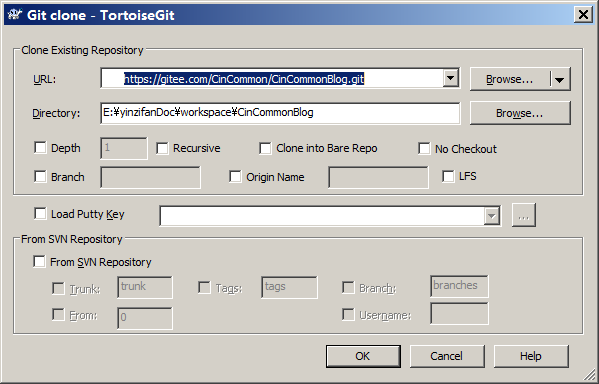 Git clone - TortoiseGit
Clone Existing Repository
URL: https://gitee.com/CinCommon/CinCommonBlog.git Browse...
Directory: E:¥yinzifanDoc¥workspace¥CinCommonBlog Browse...
Depth 1 Recursive Clone into Bare Repo No Checkout
Branch Origin Name LFS
Load Putty Key ...
From SVN Repository
From SVN Repository
Trunk: trunk Tags: tags Branch: branches
From: 0 Username:
OK Cancel Help